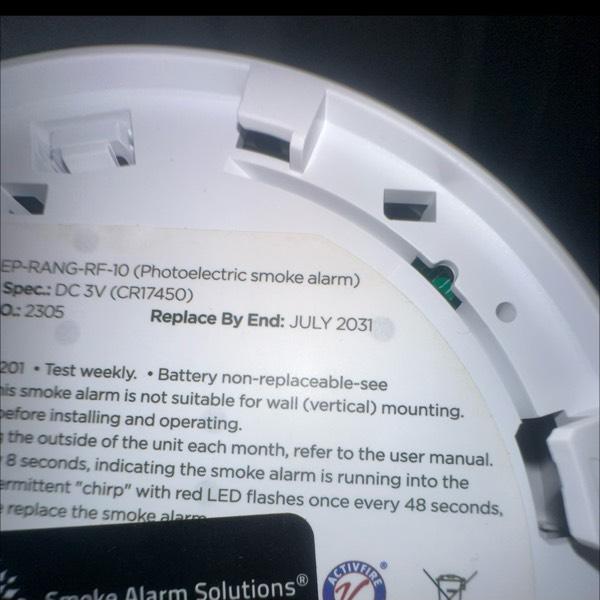 EP-RANG-RF-10 (Photoelectric smoke alarm)
Spec.: DC 3V (CR17450)
O.: 2305
Replace By End: JULY 2031
201 • Test weekly. • Battery non-replaceable-see
is smoke alarm is not suitable for wall (vertical) mounting.
before installing and operating.
the outside of the unit each month, refer to the user manual.
8 seconds, indicating the smoke alarm is running into the
ermittent "chirp" with red LED flashes once every 48 seconds,
replace the smoke alarm
Smoke Alarm Solutions®
ACTIVFIRE ®